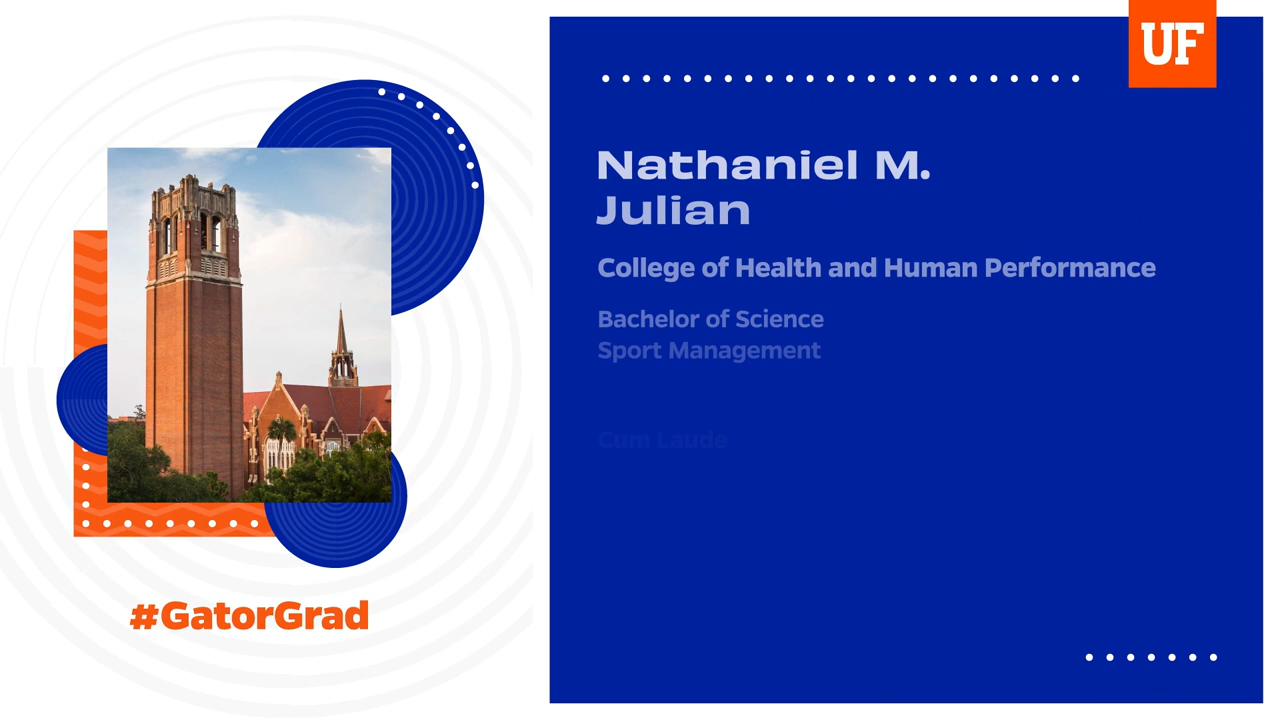 UF
Nathaniel M.
Julian
College of Health and Human Performance
Bachelor of Science
Sport Management
Cum Laude
#GatorGrad